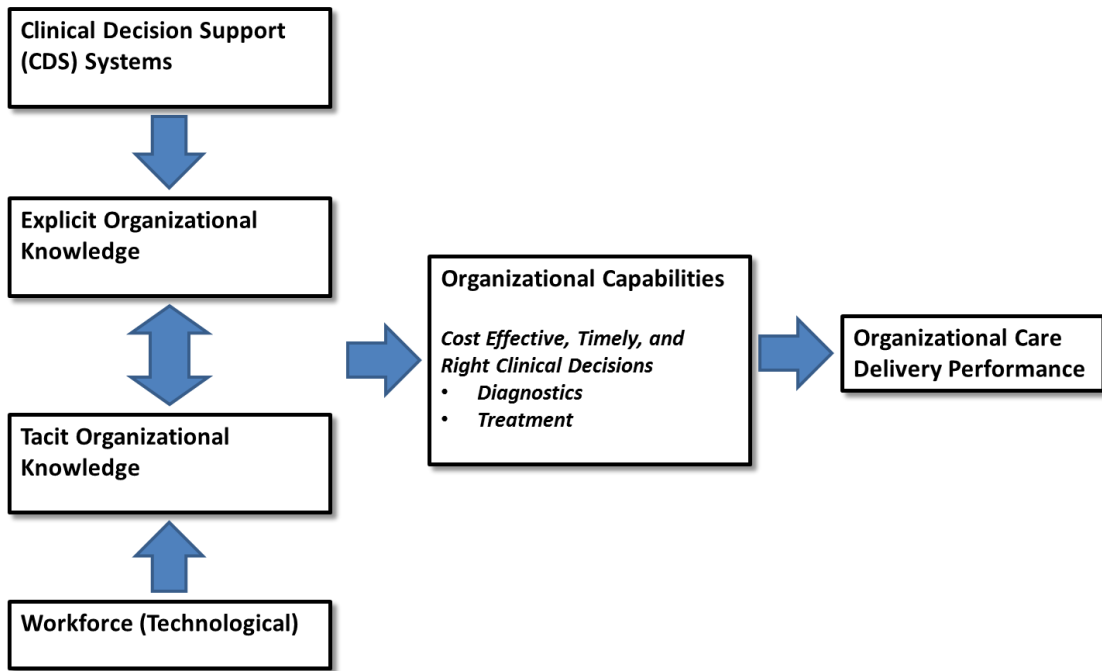 Clinical Decision Support
(CDS) Systems
Explicit Organizational
Knowledge
Tacit Organizational
Knowledge
Workforce (Technological)
Organizational Capabilities
Cost Effective, Timely, and
Right Clinical Decisions
• Diagnostics
• Treatment
Organizational Care
Delivery Performance